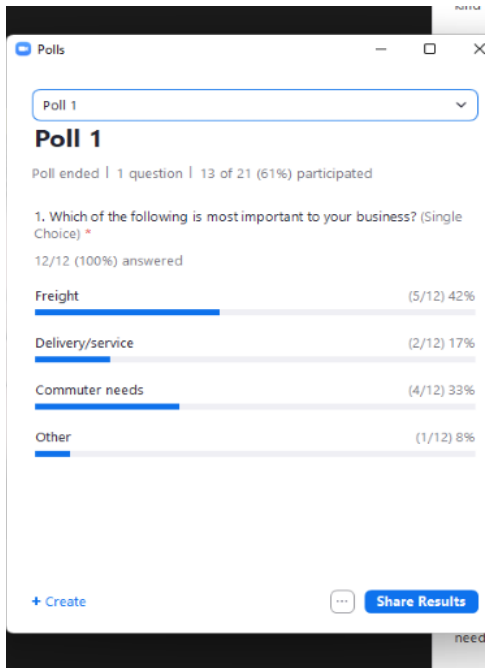 Polls
Poll 1
Poll 1
Poll ended | 1 question | 13 of 21 (61%) participated
1. Which of the following is most important to your business? (Single
Choice) *
12/12 (100%) answered
Freight (5/12) 42%
Delivery/service (2/12) 17%
Commuter needs (4/12) 33%
Other (1/12) 8%
+ Create ... Share Results
need